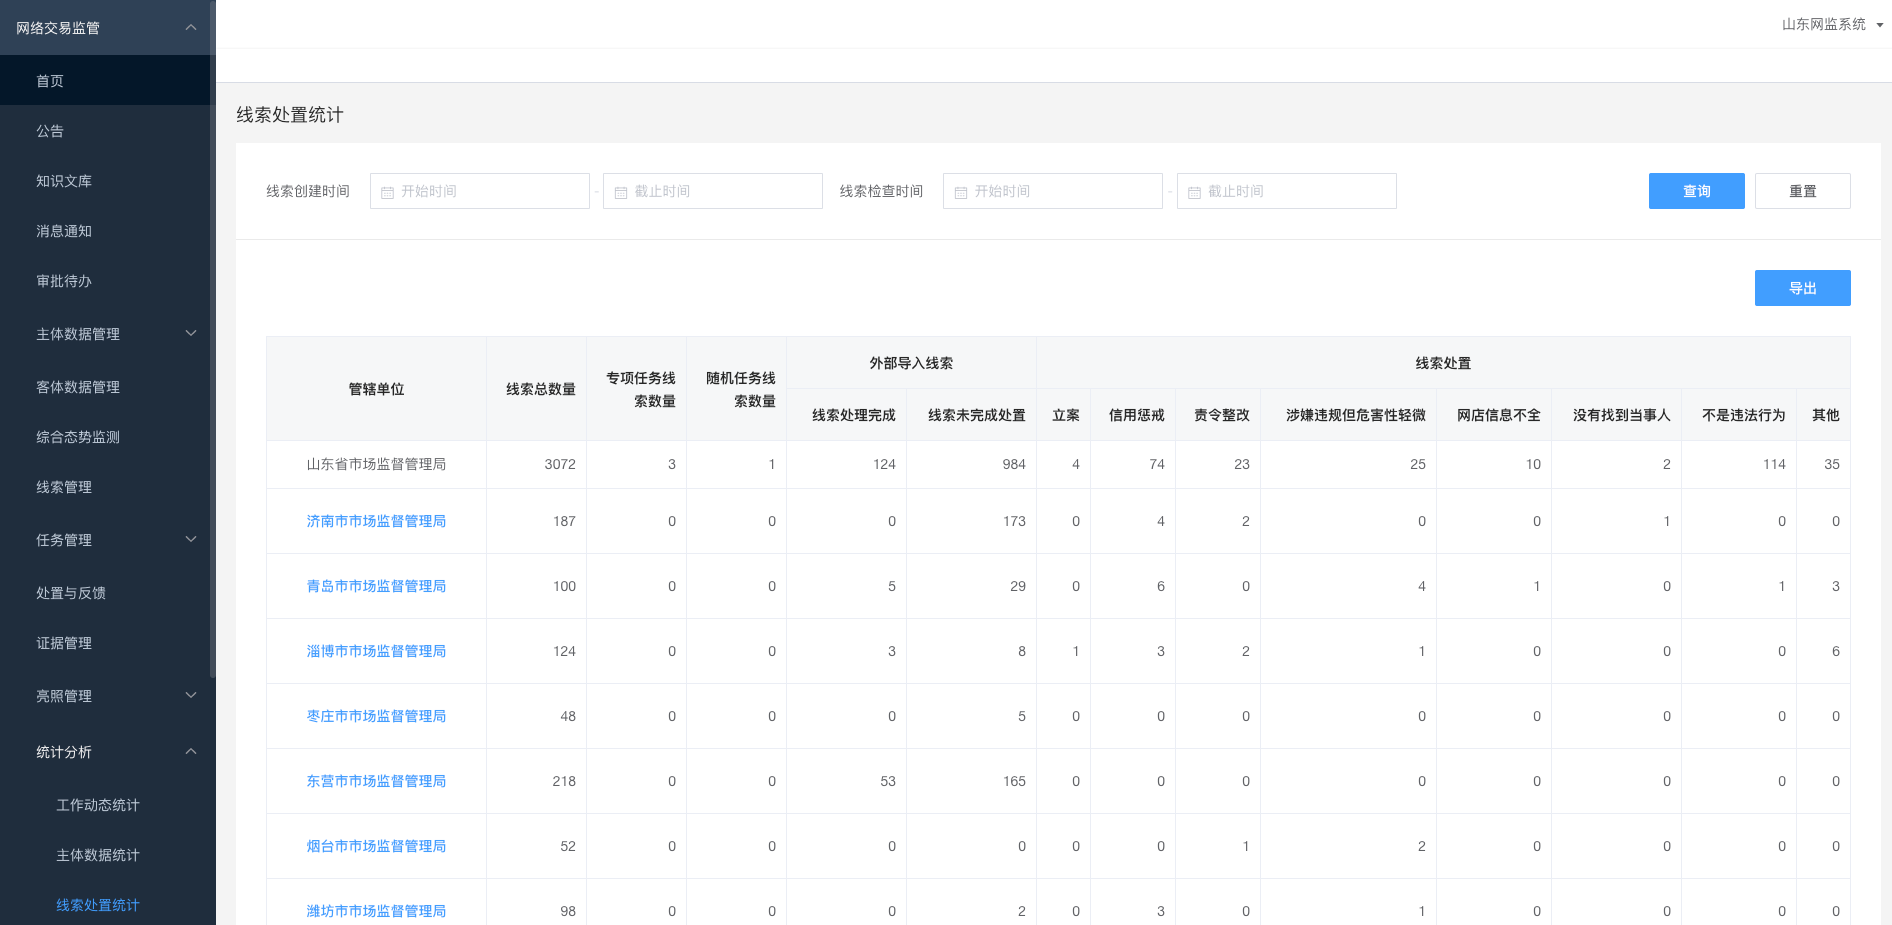 网络交易监管
首页
公告
知识文库
消息通知
审批待办
主体数据管理
客体数据管理
综合态势监测
线索管理
任务管理
处置与反馈
证据管理
亮照管理
统计分析
工作动态统计
主体数据统计
线索处置统计
山东网监系统
线索处置统计
线索创建时间 开始时间 - 截止时间 线索检查时间 开始时间 - 截止时间 查询 重置
导出
管辖单位 线索总数量 专项任务线索数量 随机任务线索数量 外部导入线索 线索处置
线索处理完成 线索未完成处置 立案 信用惩戒 责令整改 涉嫌违规但危害性轻微 网店信息不全 没有找到当事人 不是违法行为 其他
山东省市场监督管理局 3072 3 1 124 984 4 74 23 25 10 2 114 35
济南市市场监督管理局 187 0 0 0 173 0 4 2 0 0 1 0 0
青岛市市场监督管理局 100 0 0 5 29 0 6 0 4 1 0 1 3
淄博市市场监督管理局 124 0 0 3 8 1 3 2 1 0 0 0 6
枣庄市市场监督管理局 48 0 0 0 5 0 0 0 0 0 0 0 0
东营市市场监督管理局 218 0 0 53 165 0 0 0 0 0 0 0 0
烟台市市场监督管理局 52 0 0 0 0 0 0 1 2 0 0 0 0
潍坊市市场监督管理局 98 0 0 0 2 0 3 0 1 0 0 0 0